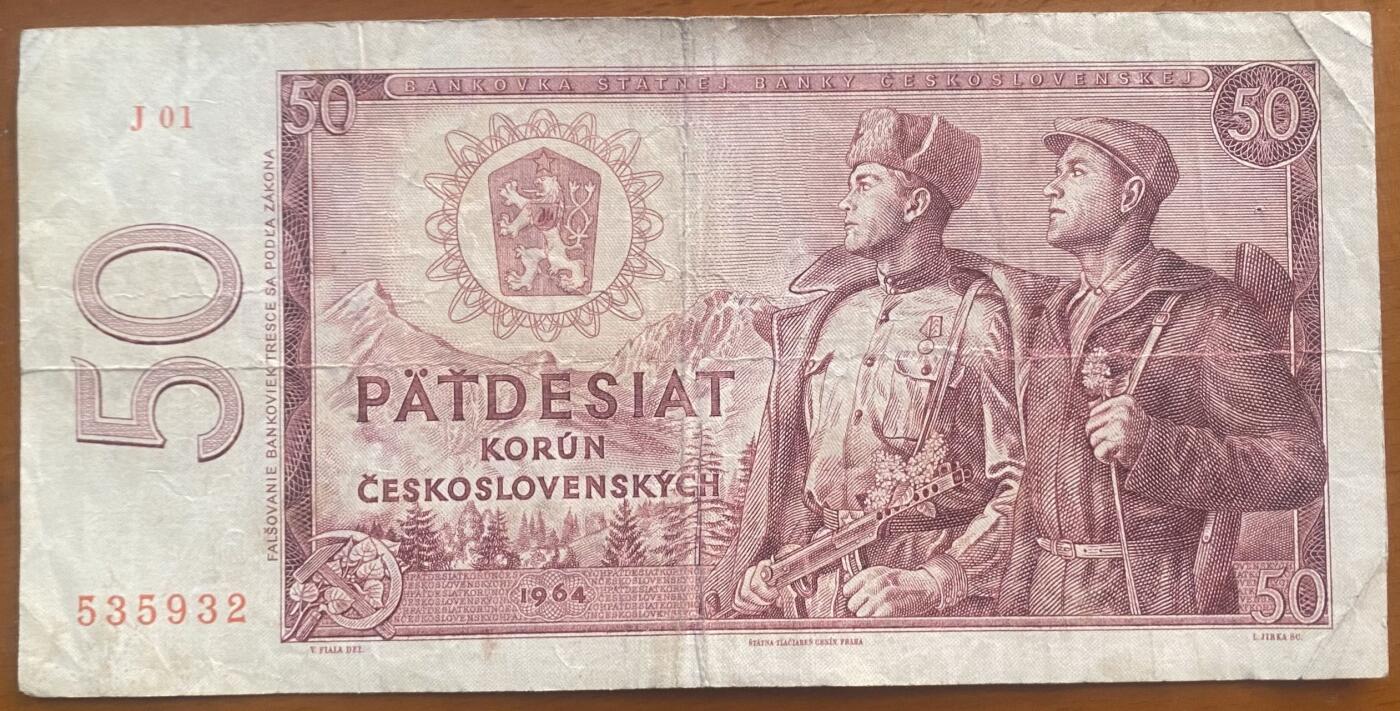 BANKOVKA ŠTÁTNEJ BANKY ČESKOSLOVENSKEJ
50
50
J 01
50
FALŠOVANIE BANKOVIEK TRESCE SA PODĽA ZÁKONA
PÄŤDESIAT
KORÚN
ČESKOSLOVENSKÝCH
1964
50
535932
V. FIALA DEL.
ŠTÁTNA TLAČIAREŇ CENÍN, PRAHA
L. JIRKA SC.